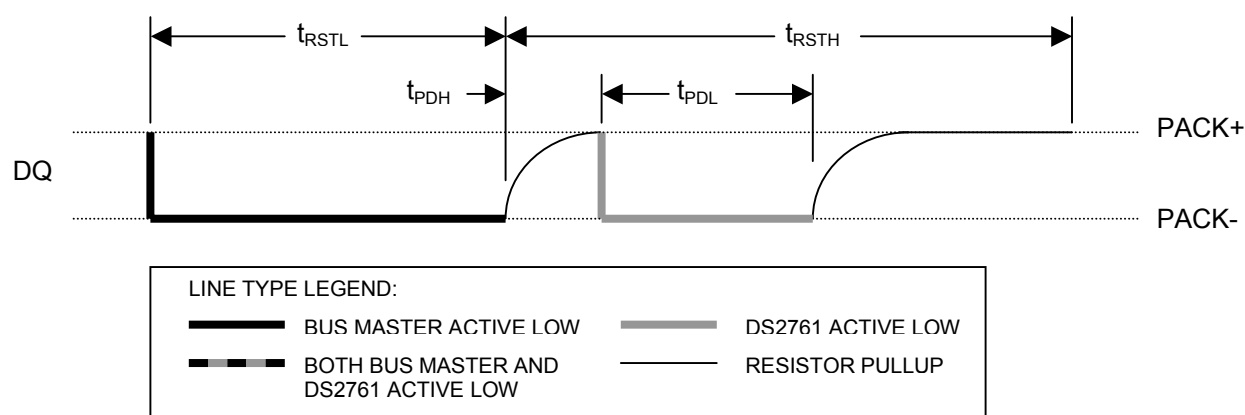 tRSTL
tRSTH
tPDH
tPDL
PACK+
DQ
PACK-
LINE TYPE LEGEND:
BUS MASTER ACTIVE LOW
DS2761 ACTIVE LOW
BOTH BUS MASTER AND
DS2761 ACTIVE LOW
RESISTOR PULLUP